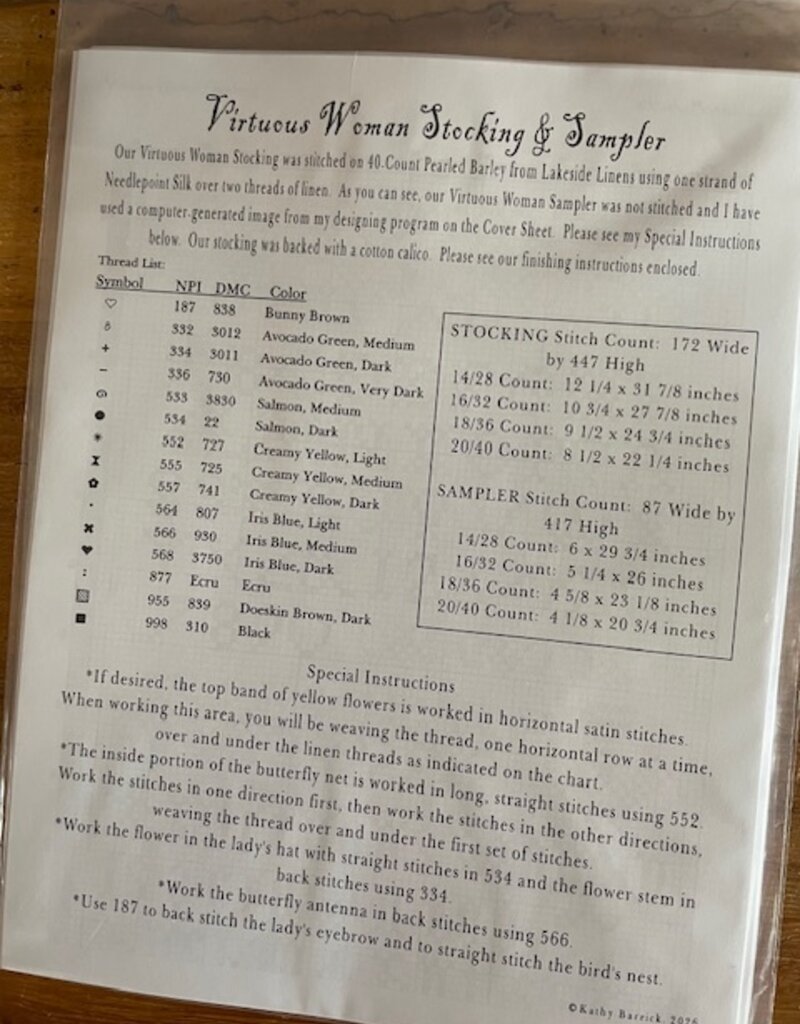 Virtuous Woman Stocking & Sampler
Our Virtuous Woman Stocking was stitched on 40-Count Pearled Barley from Lakeside Linens using one strand of
Needlepoint Silk over two threads of linen. As you can see, our Virtuous Woman Sampler was not stitched and I have
used a computer generated image from my designing program on the Cover Sheet. Please see my Special Instructions
below. Our stocking was backed with a cotton calico. Please see our finishing instructions enclosed.
Thread List:
Symbol NPI DMC Color
♡ 187 838 Bunny Brown
332 3012 Avocado Green, Medium
+ 334 3011 Avocado Green, Dark
– 336 730 Avocado Green, Very Dark
533 3830 Salmon, Medium
● 534 22 Salmon, Dark
552 727 Creamy Yellow, Light
555 725 Creamy Yellow, Medium
557 741 Creamy Yellow, Dark
· 564 807 Iris Blue, Light
✖ 566 930 Iris Blue, Medium
♥ 568 3750 Iris Blue, Dark
: 877 Ecru Ecru
955 839 Doeskin Brown, Dark
■ 998 310 Black
STOCKING Stitch Count: 172 Wide
by 447 High
14/28 Count: 12 1/4 x 31 7/8 inches
16/32 Count: 10 3/4 x 27 7/8 inches
18/36 Count: 9 1/2 x 24 3/4 inches
20/40 Count: 8 1/2 x 22 1/4 inches
SAMPLER Stitch Count: 87 Wide by
417 High
14/28 Count: 6 x 29 3/4 inches
16/32 Count: 5 1/4 x 26 inches
18/36 Count: 4 5/8 x 23 1/8 inches
20/40 Count: 4 1/8 x 20 3/4 inches
Special Instructions
*If desired, the top band of yellow flowers is worked in horizontal satin stitches.
When working this area, you will be weaving the thread, one horizontal row at a time,
over and under the linen threads as indicated on the chart.
*The inside portion of the butterfly net is worked in long, straight stitches using 552.
Work the stitches in one direction first, then work the stitches in the other directions,
weaving the thread over and under the first set of stitches.
*Work the flower in the lady's hat with straight stitches in 534 and the flower stem in
back stitches using 334.
*Work the butterfly antenna in back stitches using 566.
*Use 187 to back stitch the lady's eyebrow and to straight stitch the bird's nest.
©Kathy Barrick,